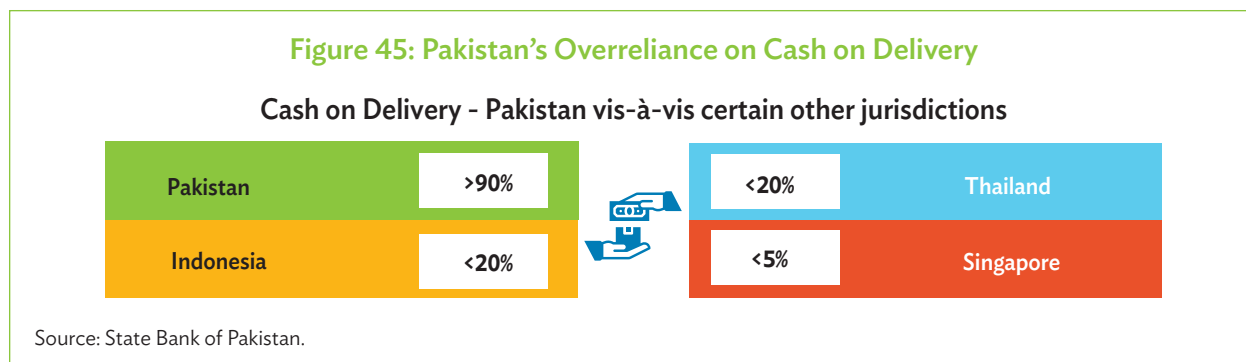 Figure 45: Pakistan’s Overreliance on Cash on Delivery
Cash on Delivery - Pakistan vis-à-vis certain other jurisdictions
Pakistan >90%
<20% Thailand
Indonesia <20%
<5% Singapore
Source: State Bank of Pakistan.